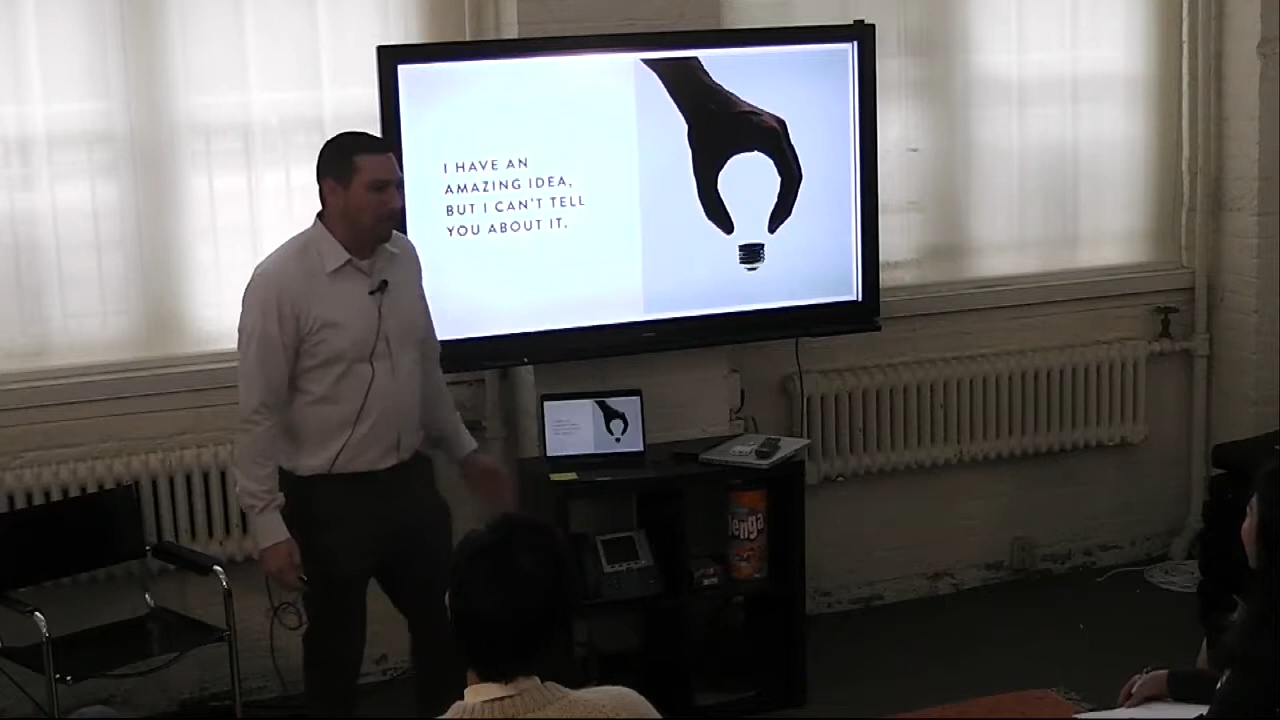 I HAVE AN
AMAZING IDEA,
BUT I CAN'T TELL
YOU ABOUT IT.
Jenga